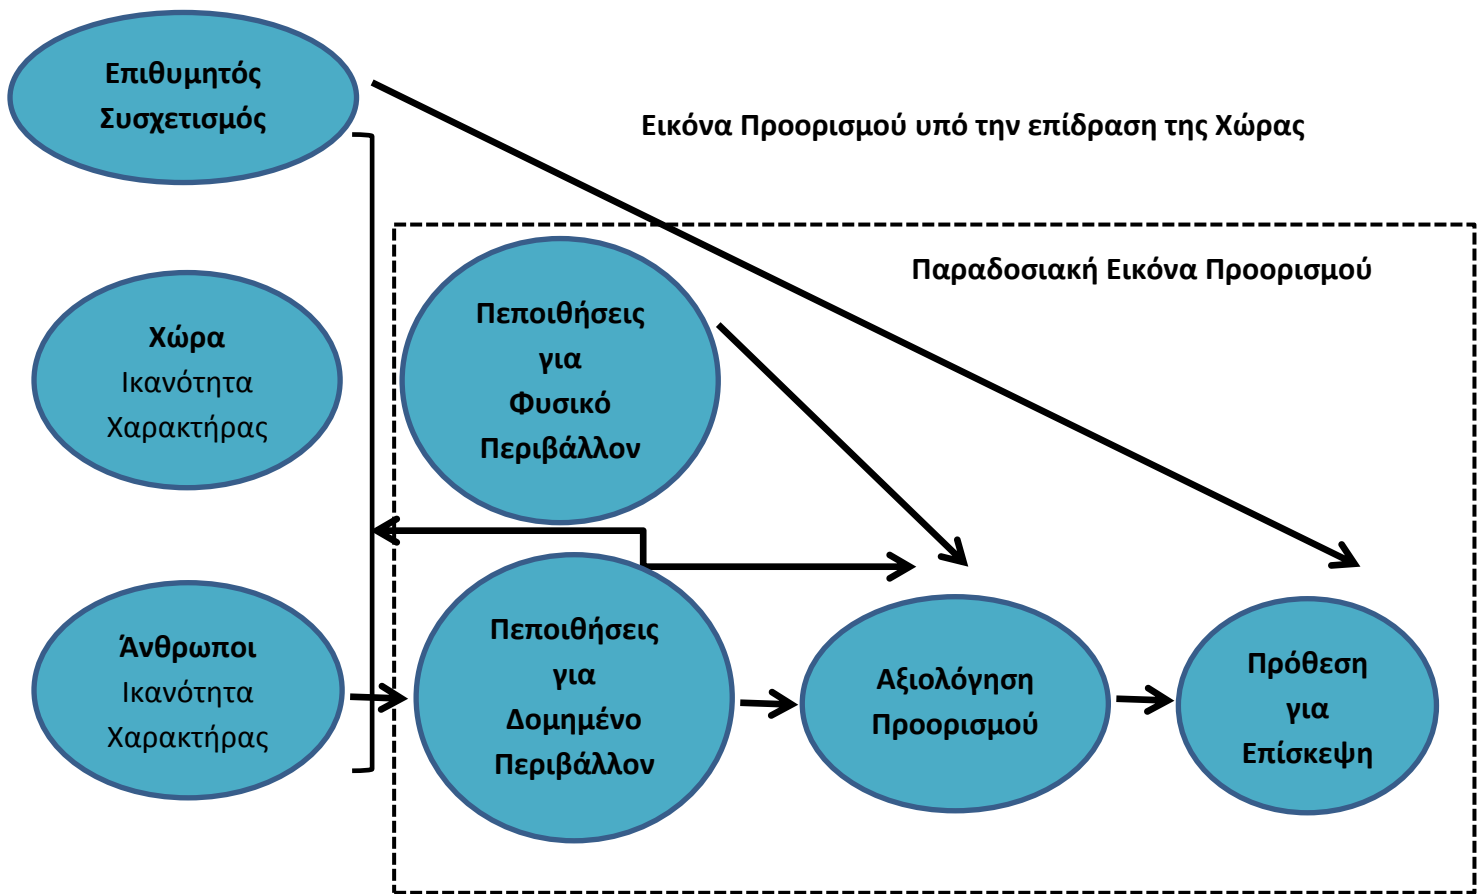 Επιθυμητός
Συσχετισμός
Εικόνα Προορισμού υπό την επίδραση της Χώρας
Παραδοσιακή Εικόνα Προορισμού
Χώρα
Ικανότητα
Χαρακτήρας
Πεποιθήσεις
για
Φυσικό
Περιβάλλον
Άνθρωποι
Ικανότητα
Χαρακτήρας
Πεποιθήσεις
για
Δομημένο
Περιβάλλον
Αξιολόγηση
Προορισμού
Πρόθεση
για
Επίσκεψη